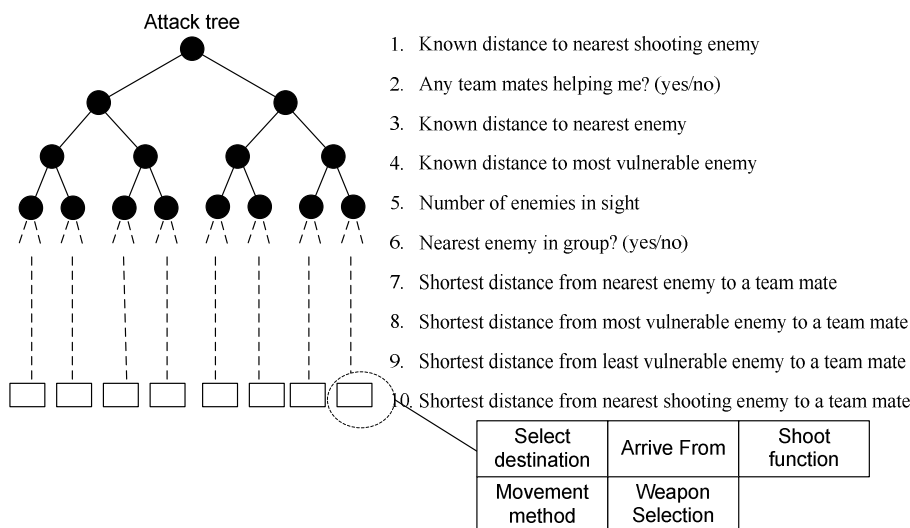 Attack tree
1. Known distance to nearest shooting enemy
2. Any team mates helping me? (yes/no)
3. Known distance to nearest enemy
4. Known distance to most vulnerable enemy
5. Number of enemies in sight
6. Nearest enemy in group? (yes/no)
7. Shortest distance from nearest enemy to a team mate
8. Shortest distance from most vulnerable enemy to a team mate
9. Shortest distance from least vulnerable enemy to a team mate
10. Shortest distance from nearest shooting enemy to a team mate
Select
destination
Arrive From
Shoot
function
Movement
method
Weapon
Selection